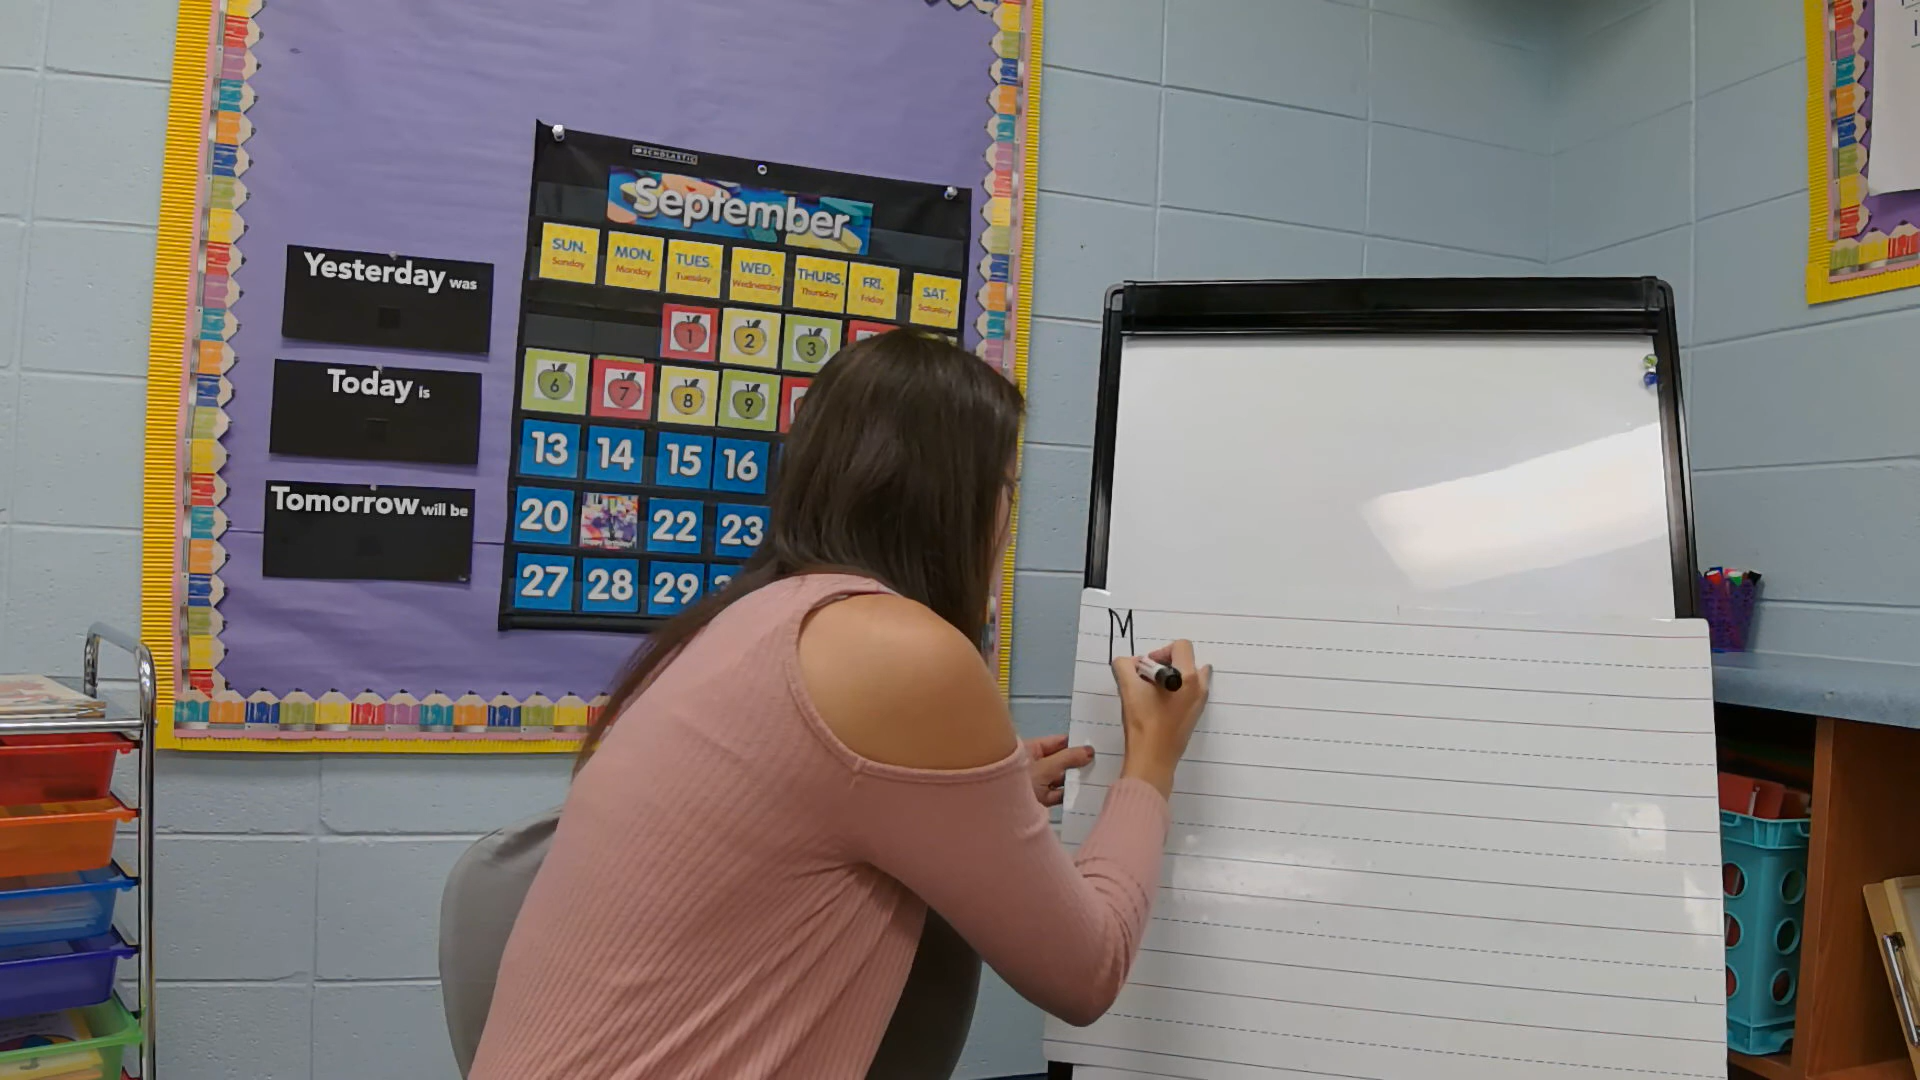 SCHOLASTIC
September
SUN. MON. TUES. WED. THURS. FRI. SAT.
Sunday Monday Tuesday Wednesday Thursday Friday Saturday
1 2 3
6 7 8 9
13 14 15 16
20 22 23
27 28 29
Yesterday was
Today is
Tomorrow will be
M